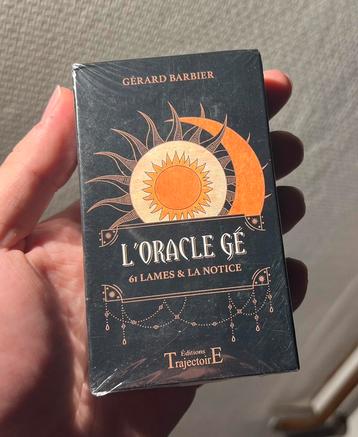 GÉRARD BARBIER
L'ORACLE GÉ
61 LAMES & LA NOTICE
Éditions
TrajectoirE